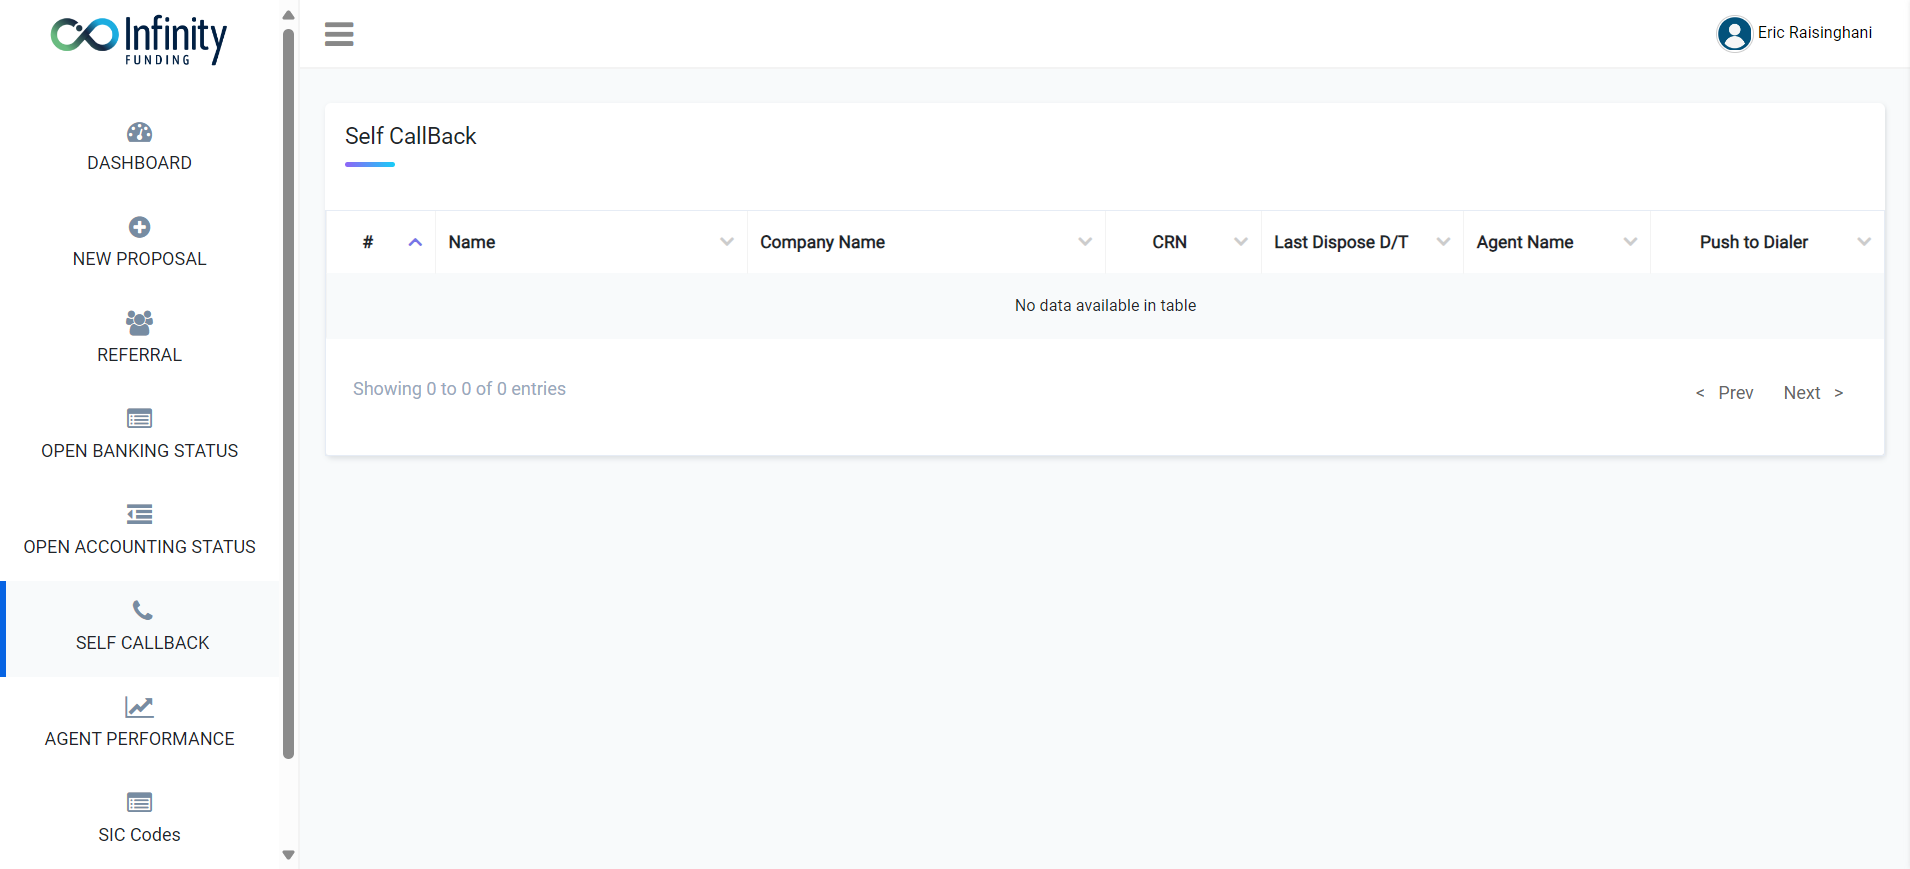 Infinity
FUNDING
Eric Raisinghani
DASHBOARD
NEW PROPOSAL
REFERRAL
OPEN BANKING STATUS
OPEN ACCOUNTING STATUS
SELF CALLBACK
AGENT PERFORMANCE
SIC Codes
Self CallBack
# Name Company Name CRN Last Dispose D/T Agent Name Push to Dialer
No data available in table
Showing 0 to 0 of 0 entries
< Prev Next >